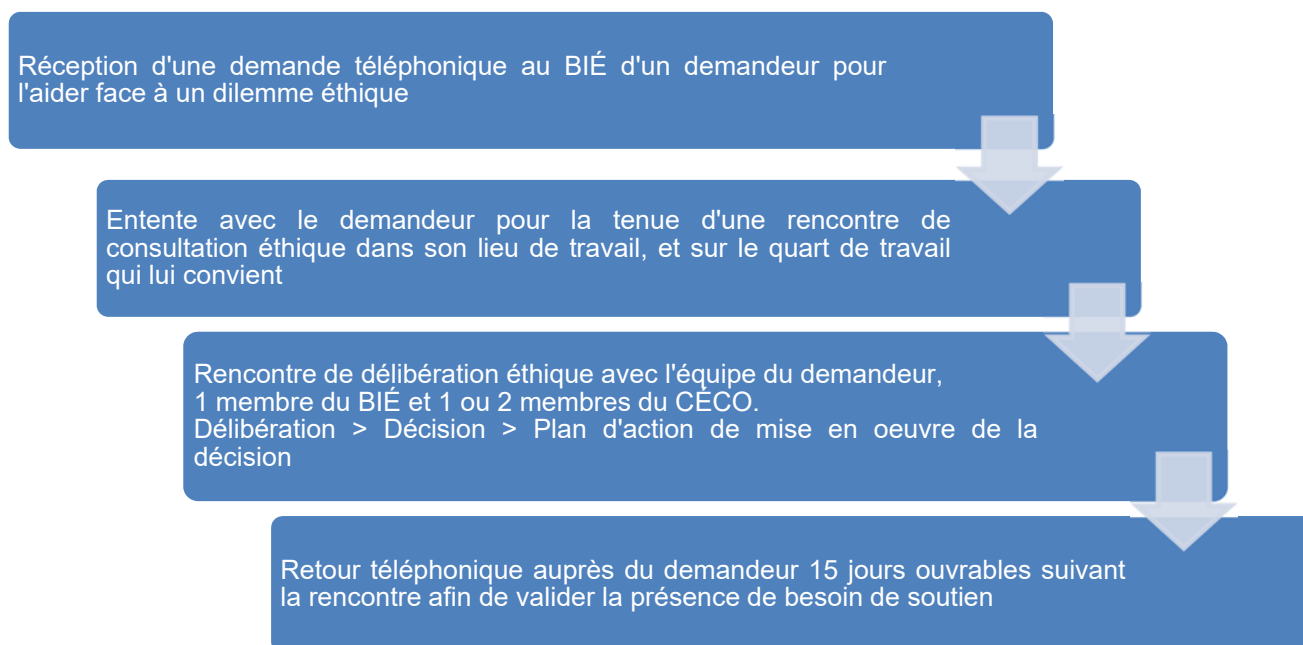 Réception d'une demande téléphonique au BIÉ d'un demandeur pour
l'aider face à un dilemme éthique
Entente avec le demandeur pour la tenue d'une rencontre de
consultation éthique dans son lieu de travail, et sur le quart de travail
qui lui convient
Rencontre de délibération éthique avec l'équipe du demandeur,
1 membre du BIÉ et 1 ou 2 membres du CÉCO.
Délibération > Décision > Plan d'action de mise en oeuvre de la
décision
Retour téléphonique auprès du demandeur 15 jours ouvrables suivant
la rencontre afin de valider la présence de besoin de soutien